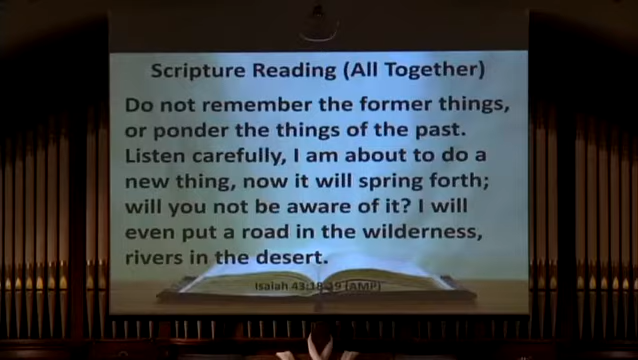 Scripture Reading (All Together)
Do not remember the former things,
or ponder the things of the past.
Listen carefully, I am about to do a
new thing, now it will spring forth;
will you not be aware of it? I will
even put a road in the wilderness,
rivers in the desert.
Isaiah 43:18-19 (AMP)